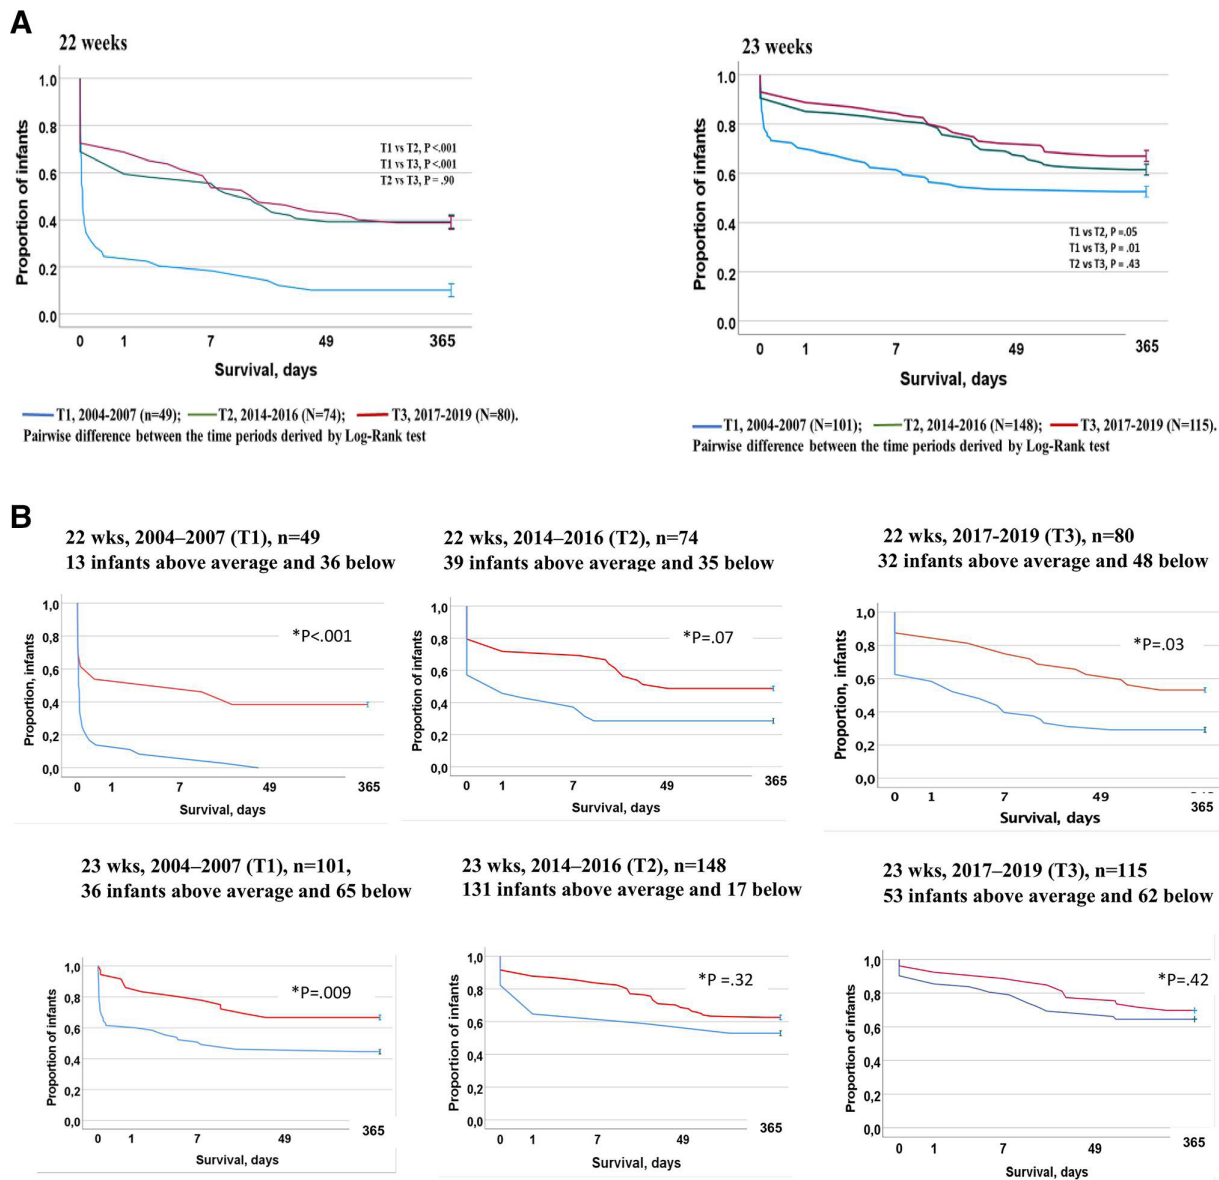 A
22 weeks
Proportion of infants
1.0
0.8
0.6
0.4
0.2
0.0
T1 vs T2, P <.001
T1 vs T3, P <.001
T2 vs T3, P = .90
0 1 7 49 365
Survival, days
T1, 2004-2007 (n=49); T2, 2014-2016 (N=74); T3, 2017-2019 (N=80).
Pairwise difference between the time periods derived by Log-Rank test
23 weeks
Proportion of infants
1.0
0.8
0.6
0.4
0.2
0.0
T1 vs T2, P =.05
T1 vs T3, P = .01
T2 vs T3, P = .43
0 1 7 49 365
Survival, days
T1, 2004-2007 (N=101); T2, 2014-2016 (N=148); T3, 2017-2019 (N=115).
Pairwise difference between the time periods derived by Log-Rank test
B
22 wks, 2004–2007 (T1), n=49
13 infants above average and 36 below
Proportion, infants
1,0
0,8
0,6
0,4
0,2
0,0
*P<.001
0 1 7 49 365
Survival, days
22 wks, 2014–2016 (T2), n=74
39 infants above average and 35 below
Proportion of infants
1,0
0,8
0,6
0,4
0,2
0,0
*P=.07
0 1 7 49 365
Survival, days
22 wks, 2017-2019 (T3), n=80
32 infants above average and 48 below
Proportion, infants
1,0
0,8
0,6
0,4
0,2
0,0
*P=.03
0 1 7 49
365
Survival, days
23 wks, 2004–2007 (T1), n=101,
36 infants above average and 65 below
Proportion of infants
1,0
0,8
0,6
0,4
0,2
0,0
*P=.009
0 1 7 49 365
Survival, days
23 wks, 2014–2016 (T2), n=148
131 infants above average and 17 below
Proportion of infants
1,0
0,8
0,6
0,4
0,2
0,0
*P =.32
0 1 7 49 365
Survival, days
23 wks, 2017–2019 (T3), n=115
53 infants above average and 62 below
Proportion of infants
1,0
0,8
0,6
0,4
0,2
0,0
*P =.42
0 1 7 49 365
Survival, days